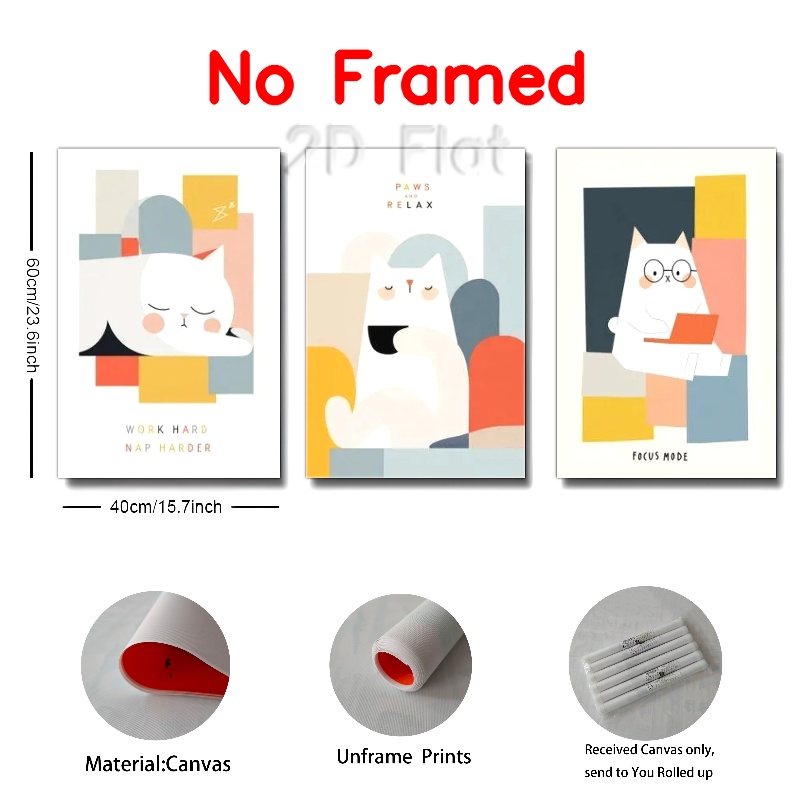 No Framed
2D Flat
60cm/23.6inch
Z z
WORK HARD
NAP HARDER
40cm/15.7inch
PAWS
AND
RELAX
FOCUS MODE
Material:Canvas
Unframe Prints
Received Canvas only,
send to You Rolled up